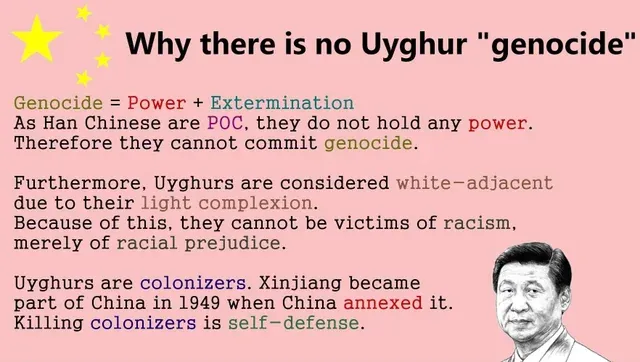 Why there is no Uyghur "genocide"
Genocide = Power + Extermination
As Han Chinese are POC, they do not hold any power.
Therefore they cannot commit genocide.
Furthermore, Uyghurs are considered white-adjacent
due to their light complexion.
Because of this, they cannot be victims of racism,
merely of racial prejudice.
Uyghurs are colonizers. Xinjiang became
part of China in 1949 when China annexed it.
Killing colonizers is self-defense.